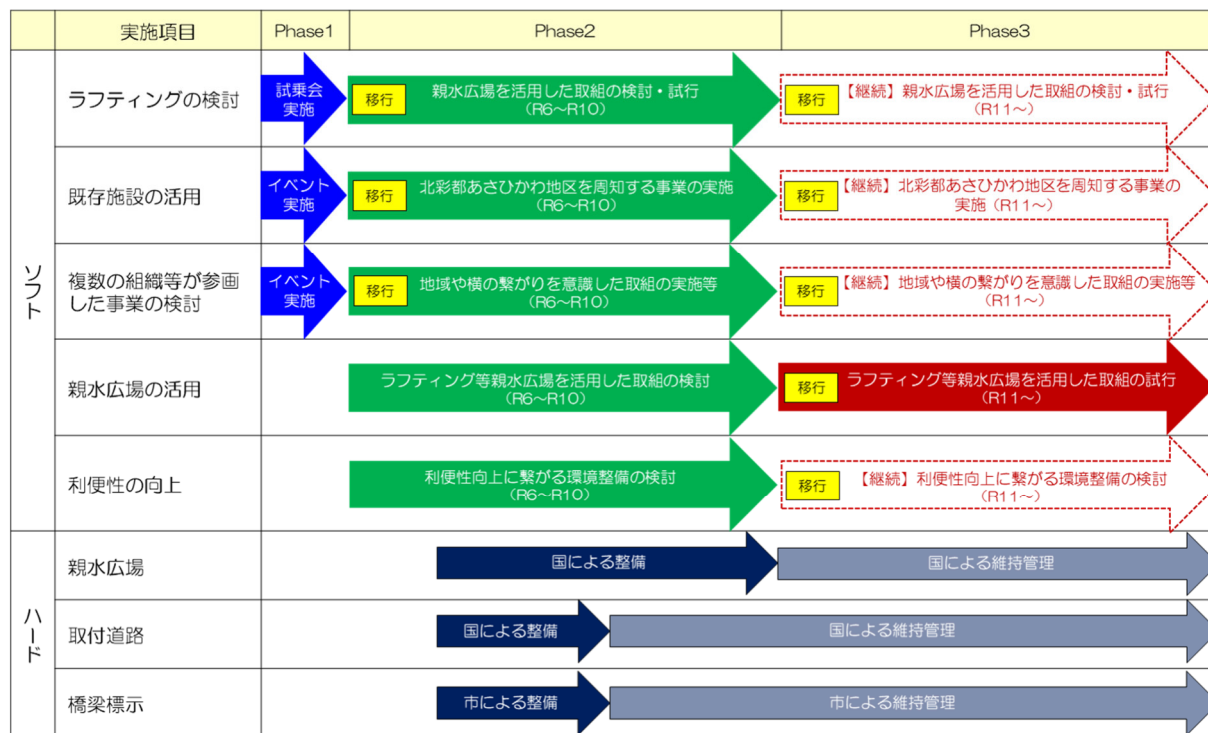 実施項目
Phase1
Phase2
Phase3
ソフト
ラフティングの検討
試乗会
実施
移行
親水広場を活用した取組の検討・試行
(R6～R10)
移行
【継続】親水広場を活用した取組の検討・試行
(R11～)
既存施設の活用
イベント
実施
移行
北彩都あさひかわ地区を周知する事業の実施
(R6～R10)
移行
【継続】北彩都あさひかわ地区を周知する事業の
実施(R11～)
複数の組織等が参画
した事業の検討
イベント
実施
移行
地域や横の繋がりを意識した取組の実施等
(R6～R10)
移行
【継続】地域や横の繋がりを意識した取組の実施等
(R11～)
親水広場の活用
ラフティング等親水広場を活用した取組の検討
(R6～R10)
移行
ラフティング等親水広場を活用した取組の試行
(R11～)
利便性の向上
利便性向上に繋がる環境整備の検討
(R6～R10)
移行
【継続】利便性向上に繋がる環境整備の検討
(R11～)
ハード
親水広場
国による整備
国による維持管理
取付道路
国による整備
国による維持管理
橋梁標示
市による整備
市による維持管理